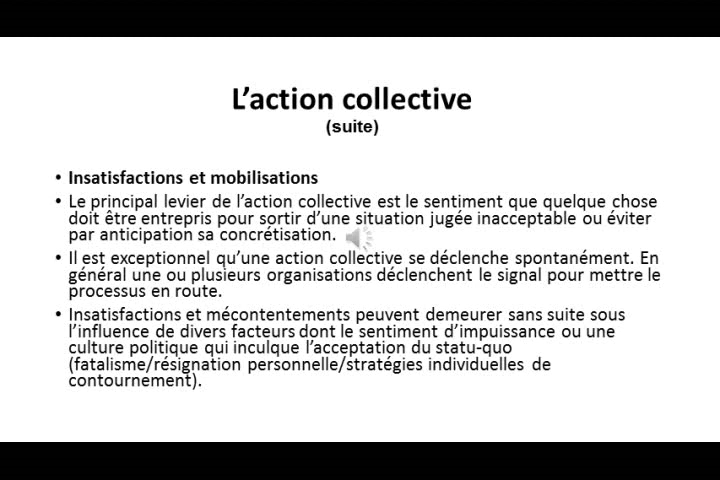 L’action collective
(suite)
• Insatisfactions et mobilisations
• Le principal levier de l’action collective est le sentiment que quelque chose
doit être entrepris pour sortir d’une situation jugée inacceptable ou éviter
par anticipation sa concrétisation.
• Il est exceptionnel qu’une action collective se déclenche spontanément. En
général une ou plusieurs organisations déclenchent le signal pour mettre le
processus en route.
• Insatisfactions et mécontentements peuvent demeurer sans suite sous
l’influence de divers facteurs dont le sentiment d’impuissance ou une
culture politique qui inculque l’acceptation du statu-quo
(fatalisme/résignation personnelle/stratégies individuelles de
contournement).